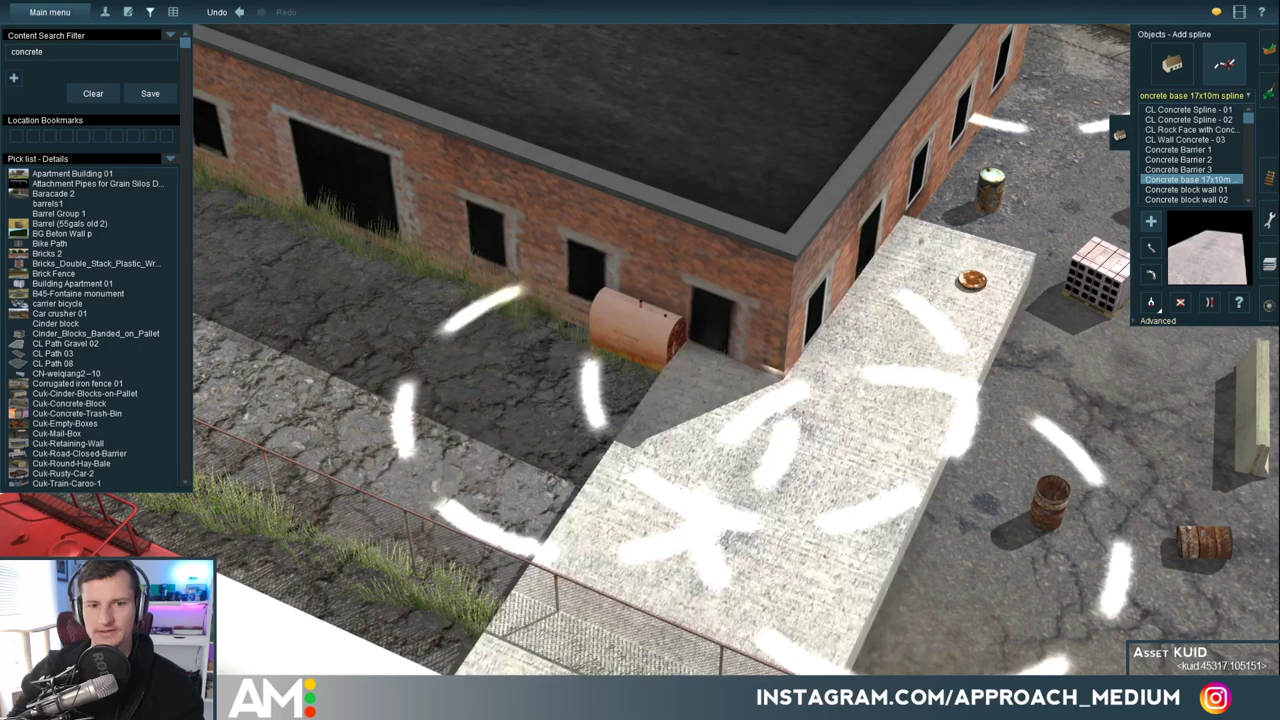 Main menu
Undo
Redo
Content Search Filter
concrete
Clear
Save
Location Bookmarks
Pick list - Details
Apartment Building 01
Attachment Pipes for Grain Silos D...
Baracade 2
barrels1
Barrel Group 1
Barrel (55gals old 2)
BG Beton Wall p
Bike Path
Bricks 2
Bricks_Double_Stack_Plastic_Wr...
Brick Fence
Building Apartment 01
B45-Fontaine monument
carrier bicycle
Car crusher 01
Cinder block
Cinder_Blocks_Banded_on_Pallet
CL Path Gravel 02
CL Path 03
CL Path 08
CN-weiqiang2-10
Corrugated iron fence 01
Cuk-Cinder-Blocks-on-Pallet
Cuk-Concrete-Block
Cuk-Concrete-Trash-Bin
Cuk-Empty-Boxes
Cuk-Mail-Box
Cuk-Retaining-Wall
Cuk-Road-Closed-Barrier
Cuk-Round-Hay-Bale
Cuk-Rusty-Car-2
Cuk-Train-Cargo-1
Objects - Add spline
oncrete base 17x10m spline
CL Concrete Spline - 01
CL Concrete Spline - 02
CL Rock Face with Conc...
CL Wall Concrete - 03
Concrete Barrier 1
Concrete Barrier 2
Concrete Barrier 3
Concrete base 17x10m ...
Concrete block wall 01
Concrete block wall 02
Advanced
ASSET KUID
<kuid:45317:105151>
RØDE
AM
INSTAGRAM.COM/APPROACH_MEDIUM